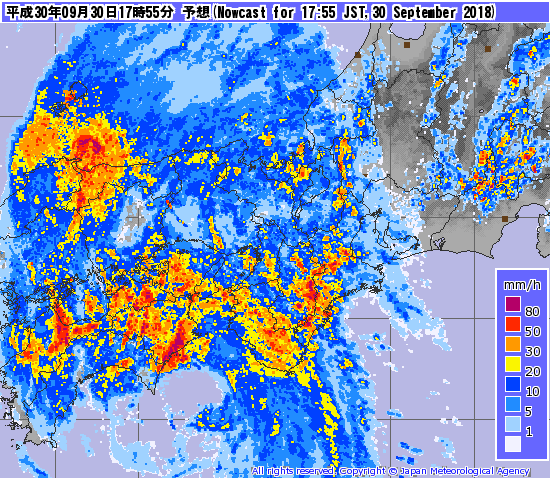 平成30年09月30日17時55分 予想(Nowcast for 17:55 JST,30 September 2018)
mm/h
80
50
30
20
10
5
1
All rights reserved. Copyright © Japan Meteorological Agency